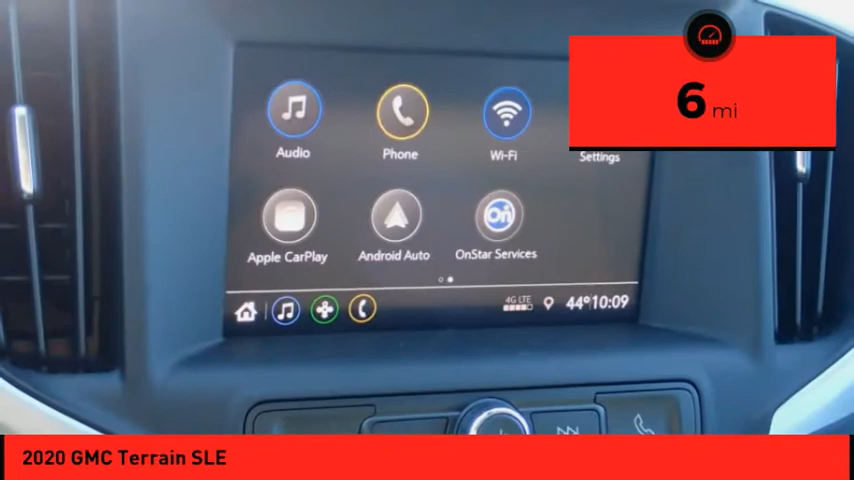 6 mi
Audio
Phone
Wi-Fi
Settings
Apple CarPlay
Android Auto
On
OnStar Services
4G LTE
44° 10:09
2020 GMC Terrain SLE